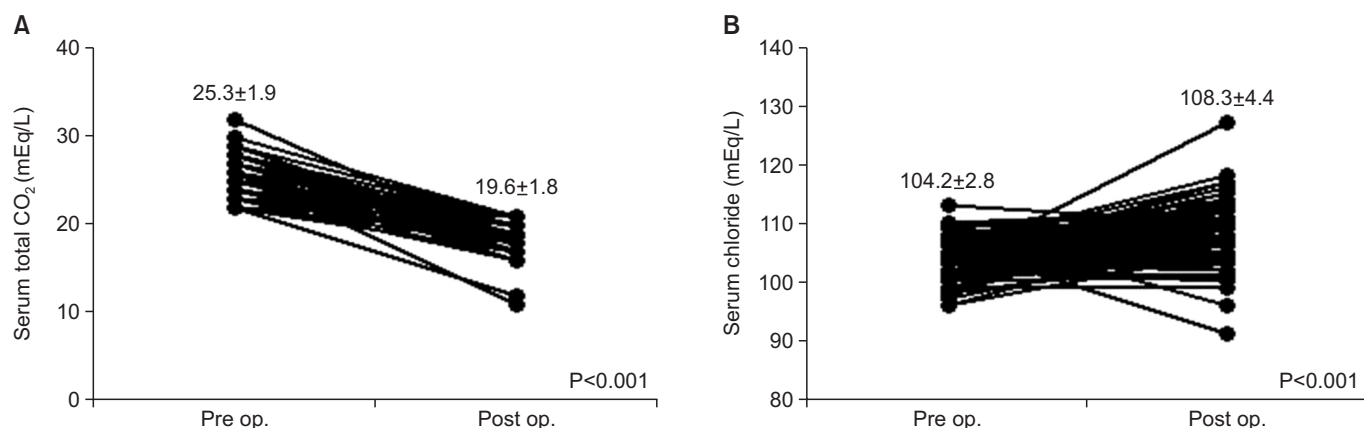 A
Serum total CO₂ (mEq/L)
40
30
20
10
0
25.3±1.9
19.6±1.8
P<0.001
Pre op.
Post op.
B
Serum chloride (mEq/L)
140
130
120
110
100
90
80
104.2±2.8
108.3±4.4
P<0.001
Pre op.
Post op.